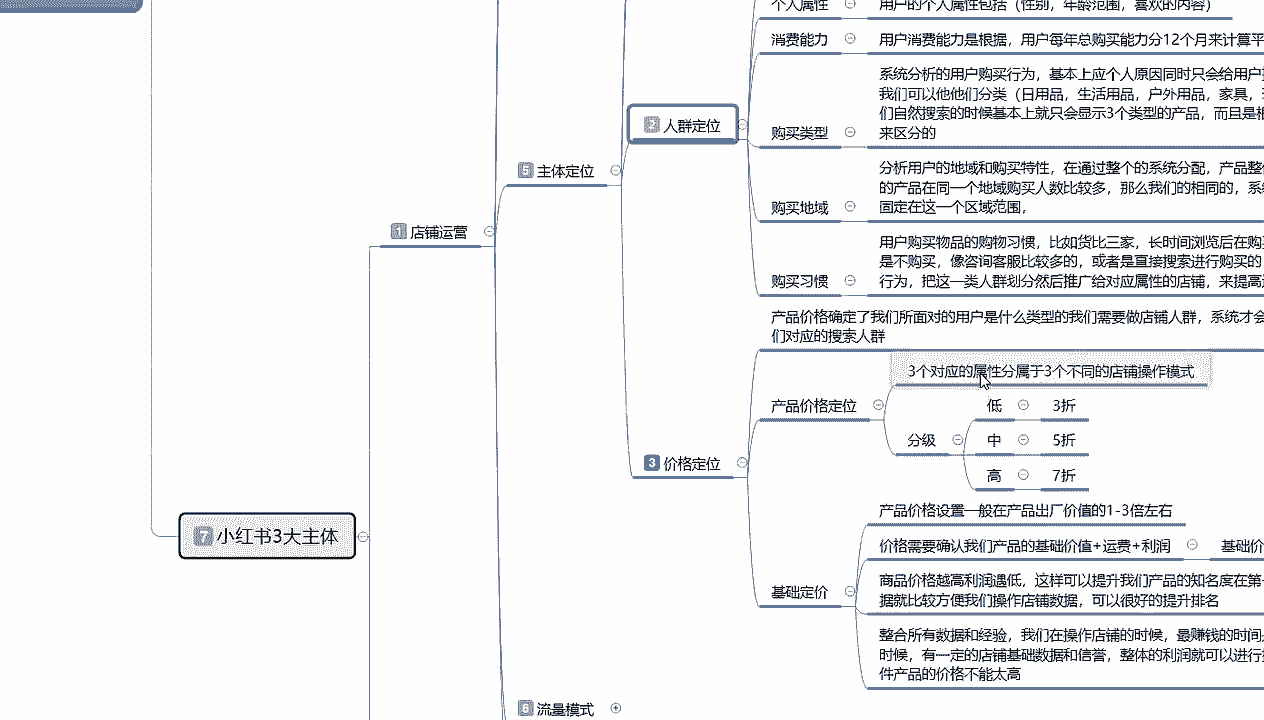 个人属性
用户的个人属性包括（性别，年龄范围，喜欢的内容）
消费能力
用户消费能力是根据，用户每年总购买能力分12个月来计算平
系统分析的用户购买行为，基本上应个人原因同时只会给用户
我们可以他他们分类（日用品，生活用品，户外用品，家具，
们自然搜索的时候基本上就只会显示3个类型的产品，而且是
来区分的
购买类型
2 人群定位
5 主体定位
分析用户的地域和购买特性，在通过整个的系统分配，产品整
的产品在同一个地域购买人数比较多，那么我们的相同的，系
固定在这一个区域范围，
购买地域
1 店铺运营
用户购买物品的购物习惯，比如货比三家，长时间浏览后在购
是不购买，像咨询客服比较多的，或者是直接搜索进行购买的
行为，把这一类人群划分然后推广给对应属性的店铺，来提高
购买习惯
产品价格确定了我们所面对的用户是什么类型的我们需要做店铺人群，系统才会
们对应的搜索人群
3个对应的属性分属于3个不同的店铺操作模式
产品价格定位
低 3折
分级
中 5折
高 7折
3 价格定位
产品价格设置一般在产品出厂价值的1-3倍左右
7 小红书3大主体
价格需要确认我们产品的基础价值+运费+利润
基础价
商品价格越高利润遇低，这样可以提升我们产品的知名度在第
据就比较方便我们操作店铺数据，可以很好的提升排名
基础定价
整合所有数据和经验，我们在操作店铺的时候，最赚钱的时间
时候，有一定的店铺基础数据和信誉，整体的利润就可以进行
件产品的价格不能太高
6 流量模式